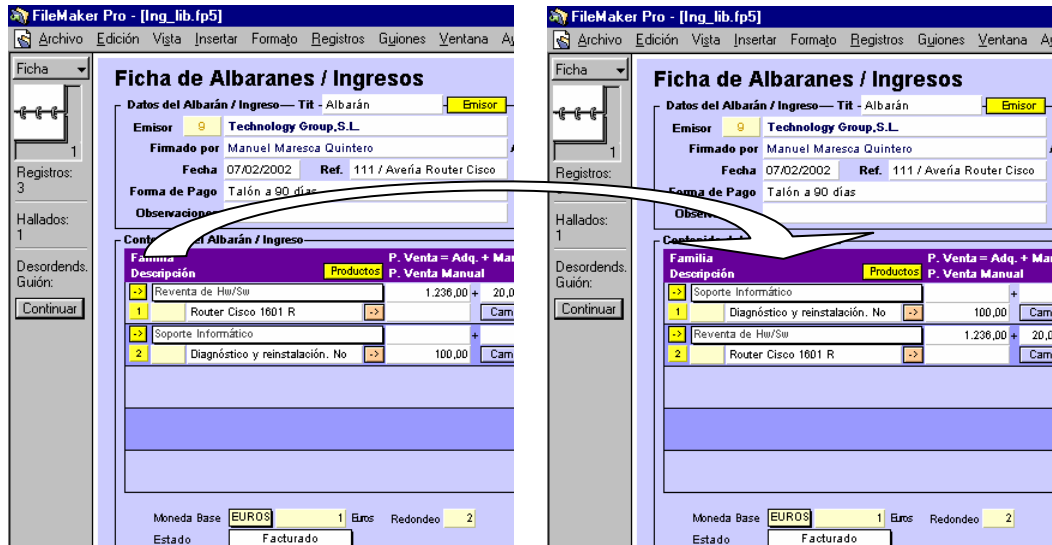 FileMaker Pro - [Ing_lib.fp5]
Archivo Edición Vista Insertar Formato Registros Guiones Ventana
Ficha
Ficha de Albaranes / Ingresos
Datos del Albarán / Ingreso — Tit - Albarán Emisor
Emisor 9 Technology Group,S.L.
1
Firmado por Manuel Maresca Quintero
Registros:
3
Fecha 07/02/2002 Ref. 111 / Avería Router Cisco
Forma de Pago Talón a 90 días
Hallados:
1
Observaciones
del Albarán / Ingreso
Familia P. Venta = Adq. +
Desordends.
Descripción Productos P. Venta Manual
Guión:
-> Reventa de Hw/Sw 1.236,00 + 20,0
Continuar
1 Router Cisco 1601 R ->
-> Soporte Informático +
2 Diagnóstico y reinstalación. No -> 100,00
Moneda Base EUROS 1 Euros Redondeo 2
Estado Facturado
FileMaker Pro - [Ing_lib.fp5]
Archivo Edición Vista Insertar Formato Registros Guiones Ventana
Ficha
Ficha de Albaranes / Ingresos
Datos del Albarán / Ingreso — Tit - Albarán Emisor
Emisor 9 Technology Group,S.L.
1
Firmado por Manuel Maresca Quintero
Registros:
Fecha 07/02/2002 Ref. 111 / Avería Router Cisco
Forma de Pago Talón a 90 días
Hallados:
1
Familia P. Venta = Adq. +
Desordends.
Descripción Productos P. Venta Manual
Guión:
-> Soporte Informático +
Continuar
1 Diagnóstico y reinstalación. No -> 100,00
-> Reventa de Hw/Sw 1.236,00 + 20,0
2 Router Cisco 1601 R ->
Moneda Base EUROS 1 Euros Redondeo 2
Estado Facturado